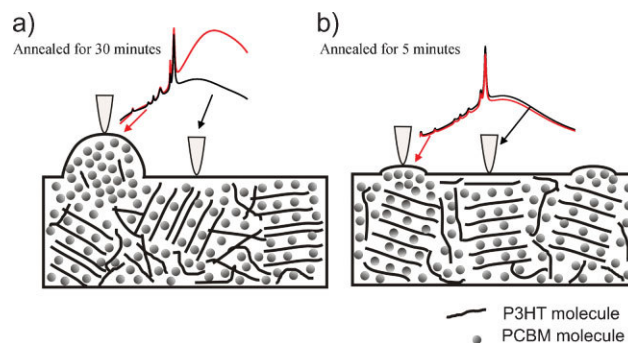 a)
Annealed for 30 minutes
b)
Annealed for 5 minutes
P3HT molecule
PCBM molecule